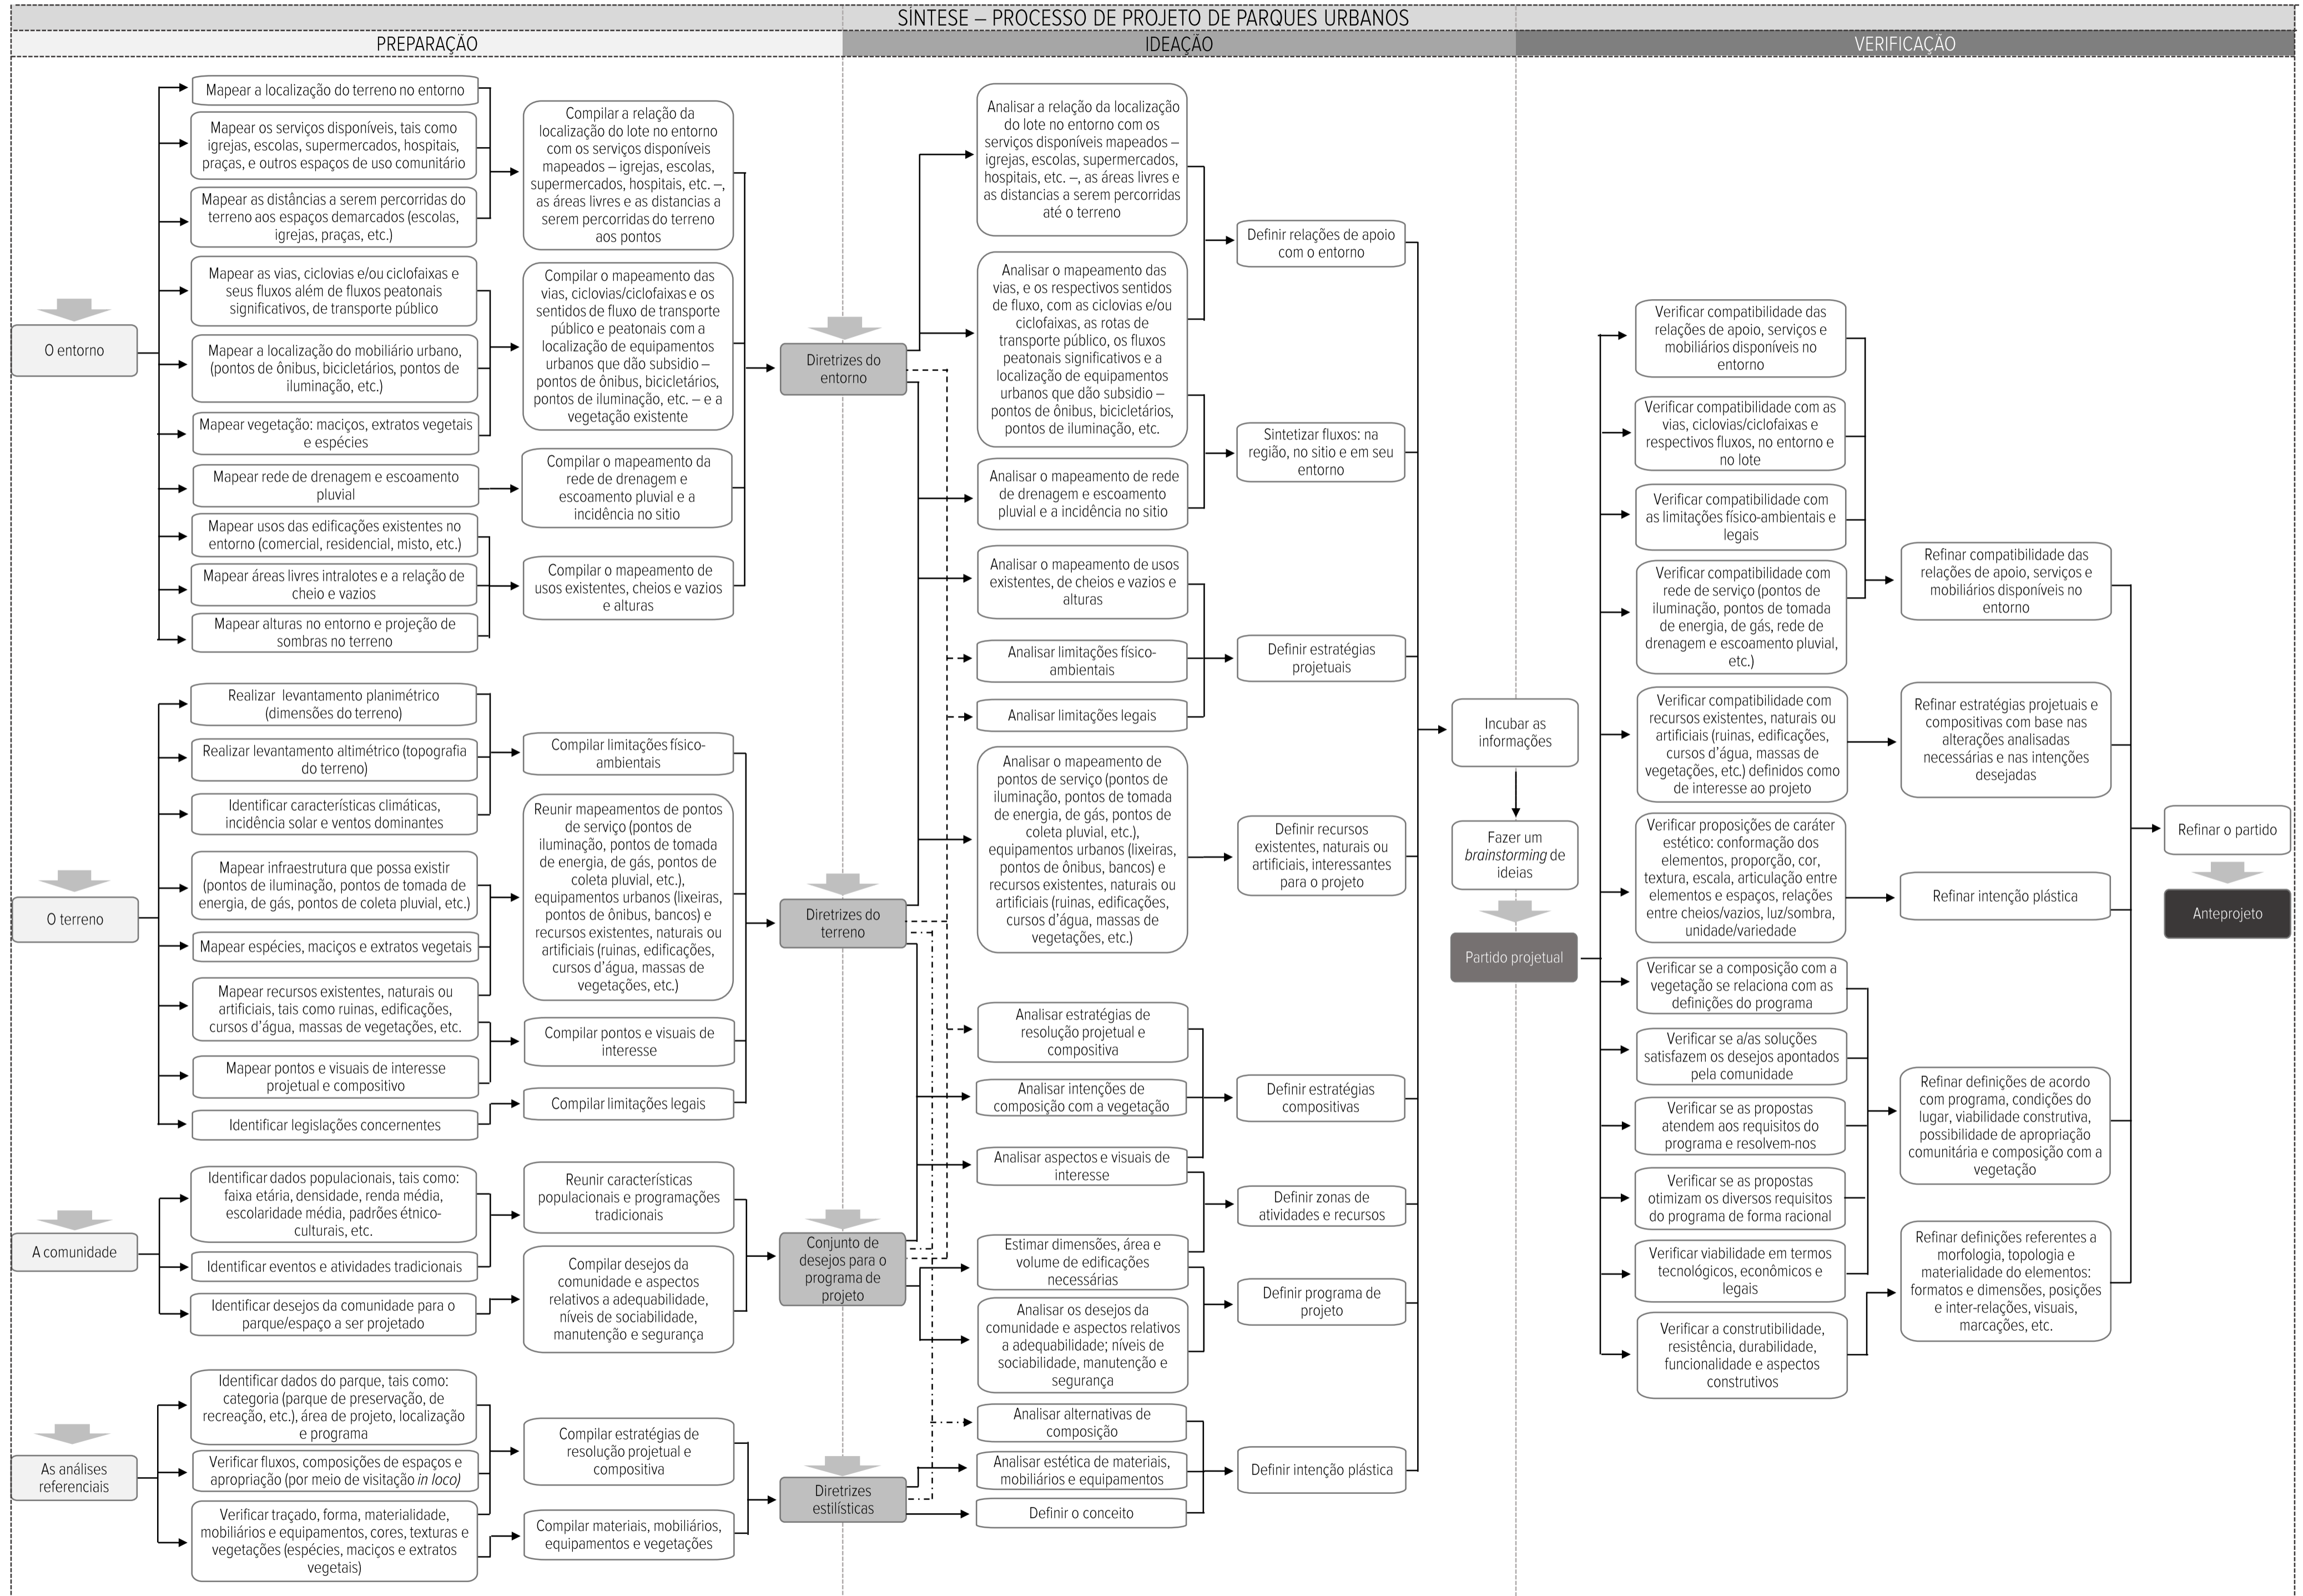 SÍNTESE – PROCESSO DE PROJETO DE PARQUES URBANOS
PREPARAÇÃO
IDEAÇÃO
VERIFICAÇÃO
O entorno
Mapear a localização do terreno no entorno
Mapear os serviços disponíveis, tais como
igrejas, escolas, supermercados, hospitais,
praças, e outros espaços de uso comunitário
Mapear as distâncias a serem percorridas do
terreno aos espaços demarcados (escolas,
igrejas, praças, etc.)
Mapear as vias, ciclovias e/ou ciclofaixas e
seus fluxos além de fluxos peatonais
significativos, de transporte público
Mapear a localização do mobiliário urbano,
(pontos de ônibus, bicicletários, pontos de
iluminação, etc.)
Mapear vegetação: maciços, extratos vegetais
e espécies
Mapear rede de drenagem e escoamento
pluvial
Mapear usos das edificações existentes no
entorno (comercial, residencial, misto, etc.)
Mapear áreas livres intralotes e a relação de
cheio e vazios
Mapear alturas no entorno e projeção de
sombras no terreno
Compilar a relação da
localização do lote no entorno
com os serviços disponíveis
mapeados – igrejas, escolas,
supermercados, hospitais, etc. –,
as áreas livres e as distancias a
serem percorridas do terreno
aos pontos
Compilar o mapeamento das
vias, ciclovias/ciclofaixas e os
sentidos de fluxo de transporte
público e peatonais com a
localização de equipamentos
urbanos que dão subsidio –
pontos de ônibus, bicicletários,
pontos de iluminação, etc. – e a
vegetação existente
Compilar o mapeamento da
rede de drenagem e
escoamento pluvial e a
incidência no sitio
Compilar o mapeamento de
usos existentes, cheios e vazios
e alturas
O terreno
Realizar levantamento planimétrico
(dimensões do terreno)
Realizar levantamento altimétrico (topografia
do terreno)
Identificar características climáticas,
incidência solar e ventos dominantes
Mapear infraestrutura que possa existir
(pontos de iluminação, pontos de tomada de
energia, de gás, pontos de coleta pluvial, etc.)
Mapear espécies, maciços e extratos vegetais
Mapear recursos existentes, naturais ou
artificiais, tais como ruinas, edificações,
cursos d'água, massas de vegetações, etc.
Mapear pontos e visuais de interesse
projetual e compositivo
Identificar legislações concernentes
Compilar limitações físico-
ambientais
Reunir mapeamentos de pontos
de serviço (pontos de
iluminação, pontos de tomada
de energia, de gás, pontos de
coleta pluvial, etc.),
equipamentos urbanos (lixeiras,
pontos de ônibus, bancos) e
recursos existentes, naturais ou
artificiais (ruinas, edificações,
cursos d'água, massas de
vegetações, etc.)
Compilar pontos e visuais de
interesse
Compilar limitações legais
A comunidade
Identificar dados populacionais, tais como:
faixa etária, densidade, renda média,
escolaridade média, padrões étnico-
culturais, etc.
Identificar eventos e atividades tradicionais
Identificar desejos da comunidade para o
parque/espaço a ser projetado
Reunir características
populacionais e programações
tradicionais
Compilar desejos da
comunidade e aspectos
relativos a adequabilidade,
níveis de sociabilidade,
manutenção e segurança
As análises
referenciais
Identificar dados do parque, tais como:
categoria (parque de preservação, de
recreação, etc.), área de projeto, localização
e programa
Verificar fluxos, composições de espaços e
apropriação (por meio de visitação in loco)
Verificar traçado, forma, materialidade,
mobiliários e equipamentos, cores, texturas e
vegetações (espécies, maciços e extratos
vegetais)
Compilar estratégias de
resolução projetual e
compositiva
Compilar materiais, mobiliários,
equipamentos e vegetações
Diretrizes do
entorno
Diretrizes do
terreno
Conjunto de
desejos para o
programa de
projeto
Diretrizes
estilísticas
Analisar a relação da localização
do lote no entorno com os
serviços disponíveis mapeados –
igrejas, escolas, supermercados,
hospitais, etc. –, as áreas livres e
as distancias a serem percorridas
até o terreno
Analisar o mapeamento das
vias, e os respectivos sentidos
de fluxo, com as ciclovias e/ou
ciclofaixas, as rotas de
transporte público, os fluxos
peatonais significativos e a
localização de equipamentos
urbanos que dão subsidio –
pontos de ônibus, bicicletários,
pontos de iluminação, etc.
Analisar o mapeamento de rede
de drenagem e escoamento
pluvial e a incidência no sitio
Analisar o mapeamento de usos
existentes, de cheios e vazios e
alturas
Analisar limitações físico-
ambientais
Analisar limitações legais
Analisar o mapeamento de
pontos de serviço (pontos de
iluminação, pontos de tomada
de energia, de gás, pontos de
coleta pluvial, etc.),
equipamentos urbanos (lixeiras,
pontos de ônibus, bancos) e
recursos existentes, naturais ou
artificiais (ruinas, edificações,
cursos d'água, massas de
vegetações, etc.)
Analisar estratégias de
resolução projetual e
compositiva
Analisar intenções de
composição com a vegetação
Analisar aspectos e visuais de
interesse
Estimar dimensões, área e
volume de edificações
necessárias
Analisar os desejos da
comunidade e aspectos relativos
a adequabilidade; níveis de
sociabilidade, manutenção e
segurança
Analisar alternativas de
composição
Analisar estética de materiais,
mobiliários e equipamentos
Definir o conceito
Definir relações de apoio
com o entorno
Sintetizar fluxos: na
região, no sitio e em seu
entorno
Definir estratégias
projetuais
Definir recursos
existentes, naturais ou
artificiais, interessantes
para o projeto
Definir estratégias
compositivas
Definir zonas de
atividades e recursos
Definir programa de
projeto
Definir intenção plástica
Incubar as
informações
Fazer um
brainstorming de
ideias
Partido projetual
Verificar compatibilidade das
relações de apoio, serviços e
mobiliários disponíveis no
entorno
Verificar compatibilidade com as
vias, ciclovias/ciclofaixas e
respectivos fluxos, no entorno e
no lote
Verificar compatibilidade com
as limitações físico-ambientais e
legais
Verificar compatibilidade com
rede de serviço (pontos de
iluminação, pontos de tomada
de energia, de gás, rede de
drenagem e escoamento pluvial,
etc.)
Verificar compatibilidade com
recursos existentes, naturais ou
artificiais (ruinas, edificações,
cursos d'água, massas de
vegetações, etc.) definidos como
de interesse ao projeto
Verificar proposições de caráter
estético: conformação dos
elementos, proporção, cor,
textura, escala, articulação entre
elementos e espaços, relações
entre cheios/vazios, luz/sombra,
unidade/variedade
Verificar se a composição com a
vegetação se relaciona com as
definições do programa
Verificar se a/as soluções
satisfazem os desejos apontados
pela comunidade
Verificar se as propostas
atendem aos requisitos do
programa e resolvem-nos
Verificar se as propostas
otimizam os diversos requisitos
do programa de forma racional
Verificar viabilidade em termos
tecnológicos, econômicos e
legais
Verificar a construtibilidade,
resistência, durabilidade,
funcionalidade e aspectos
construtivos
Refinar compatibilidade das
relações de apoio, serviços e
mobiliários disponíveis no
entorno
Refinar estratégias projetuais e
compositivas com base nas
alterações analisadas
necessárias e nas intenções
desejadas
Refinar intenção plástica
Refinar definições de acordo
com programa, condições do
lugar, viabilidade construtiva,
possibilidade de apropriação
comunitária e composição com a
vegetação
Refinar definições referentes a
morfologia, topologia e
materialidade do elementos:
formatos e dimensões, posições
e inter-relações, visuais,
marcações, etc.
Refinar o partido
Anteprojeto